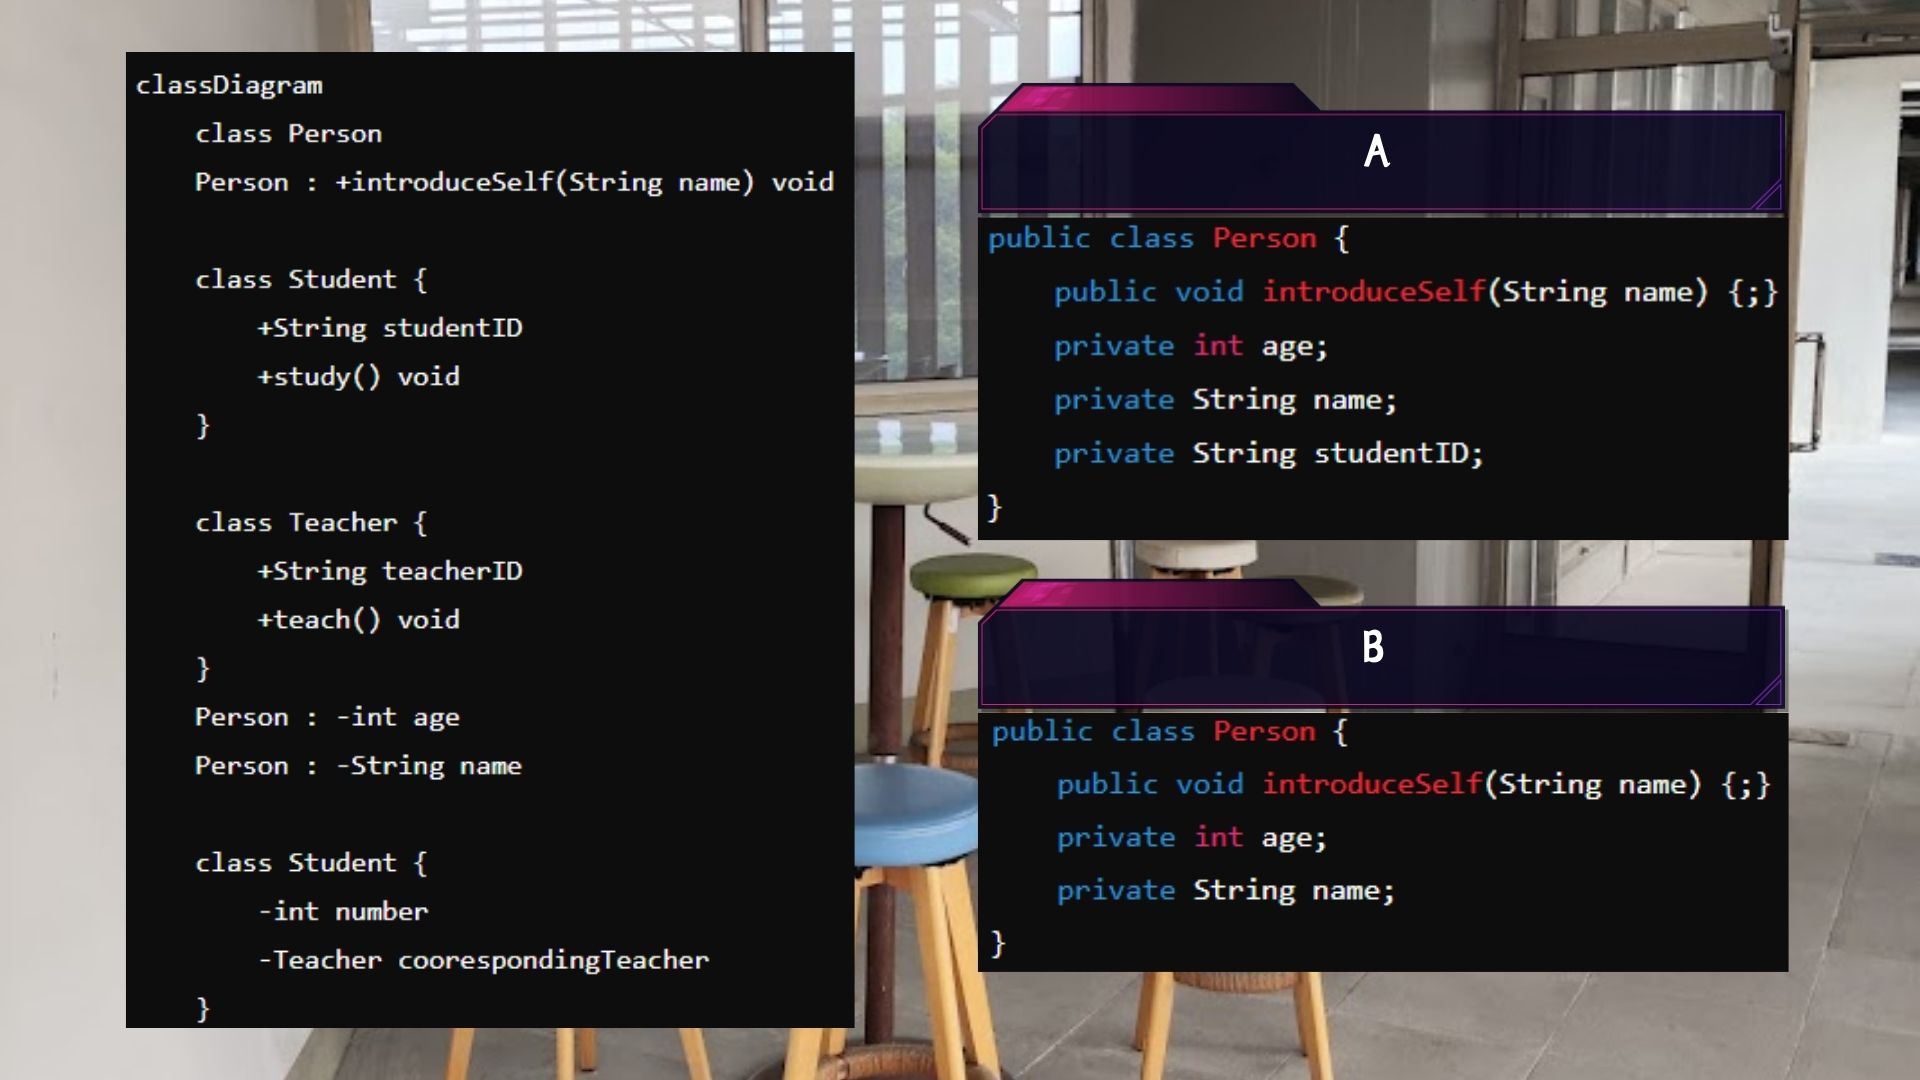 classDiagram
class Person
Person : +introduceSelf(String name) void
class Student {
+String studentID
+study() void
}
class Teacher {
+String teacherID
+teach() void
}
Person : -int age
Person : -String name
class Student {
-int number
-Teacher coorespondingTeacher
}
A
public class Person {
public void introduceSelf(String name) {;}
private int age;
private String name;
private String studentID;
}
B
public class Person {
public void introduceSelf(String name) {;}
private int age;
private String name;
}